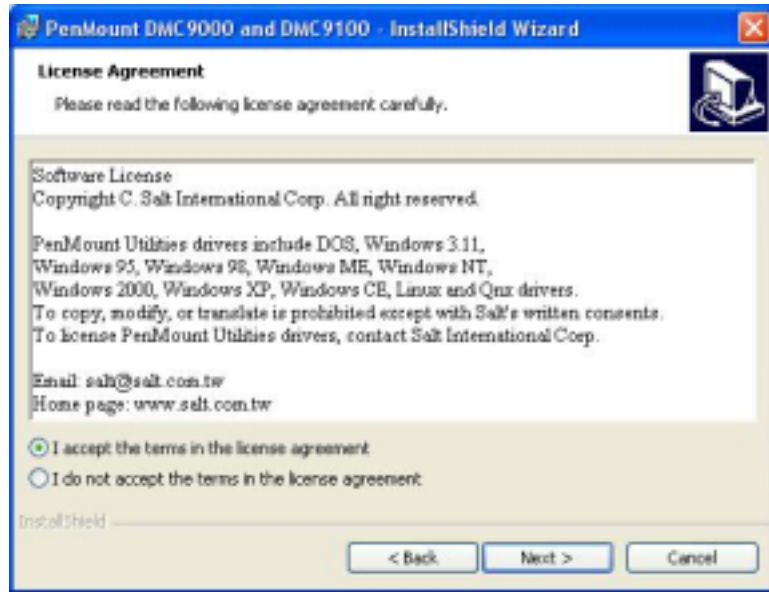 PenMount DMC9000 and DMC9100 - InstallShield Wizard
License Agreement
Please read the following license agreement carefully.
Software License
Copyright C. Salt International Corp. All right reserved.
PenMount Utilities drivers include DOS, Windows 3.11,
Windows 95, Windows 98, Windows ME, Windows NT,
Windows 2000, Windows XP, Windows CE, Linux and Qnx drivers.
To copy, modify, or translate is prohibited except with Salt's written consents.
To license PenMount Utilities drivers, contact Salt International Corp.
Email: salt@salt.com.tw
Home page: www.salt.com.tw
I accept the terms in the license agreement
I do not accept the terms in the license agreement
InstallShield
< Back
Next >
Cancel